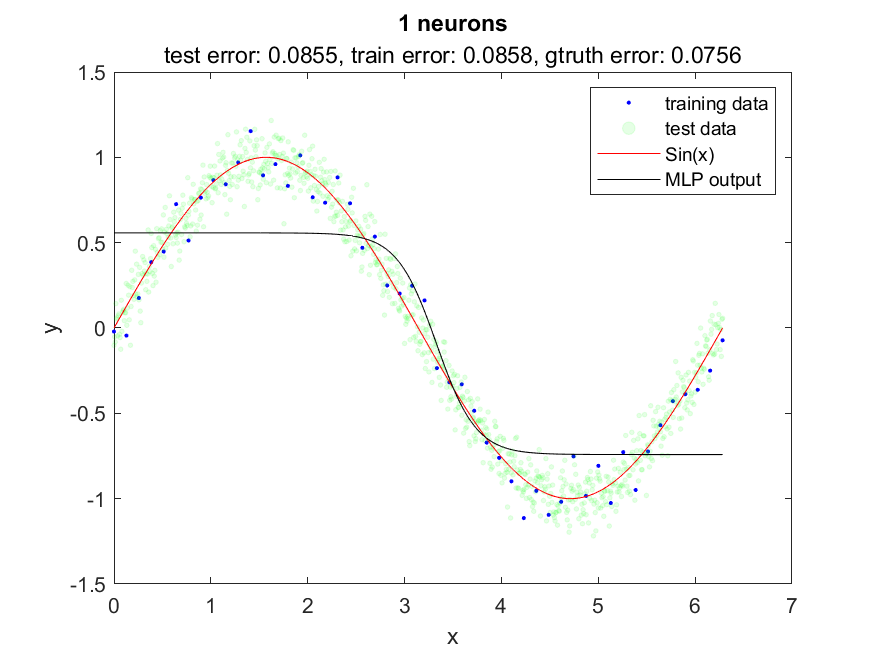 1 neurons
test error: 0.0855, train error: 0.0858, gtruth error: 0.0756
1.5
training data
test data
Sin(x)
MLP output
1
0.5
y
0
-0.5
-1
-1.5
0 1 2 3 4 5 6 7
x